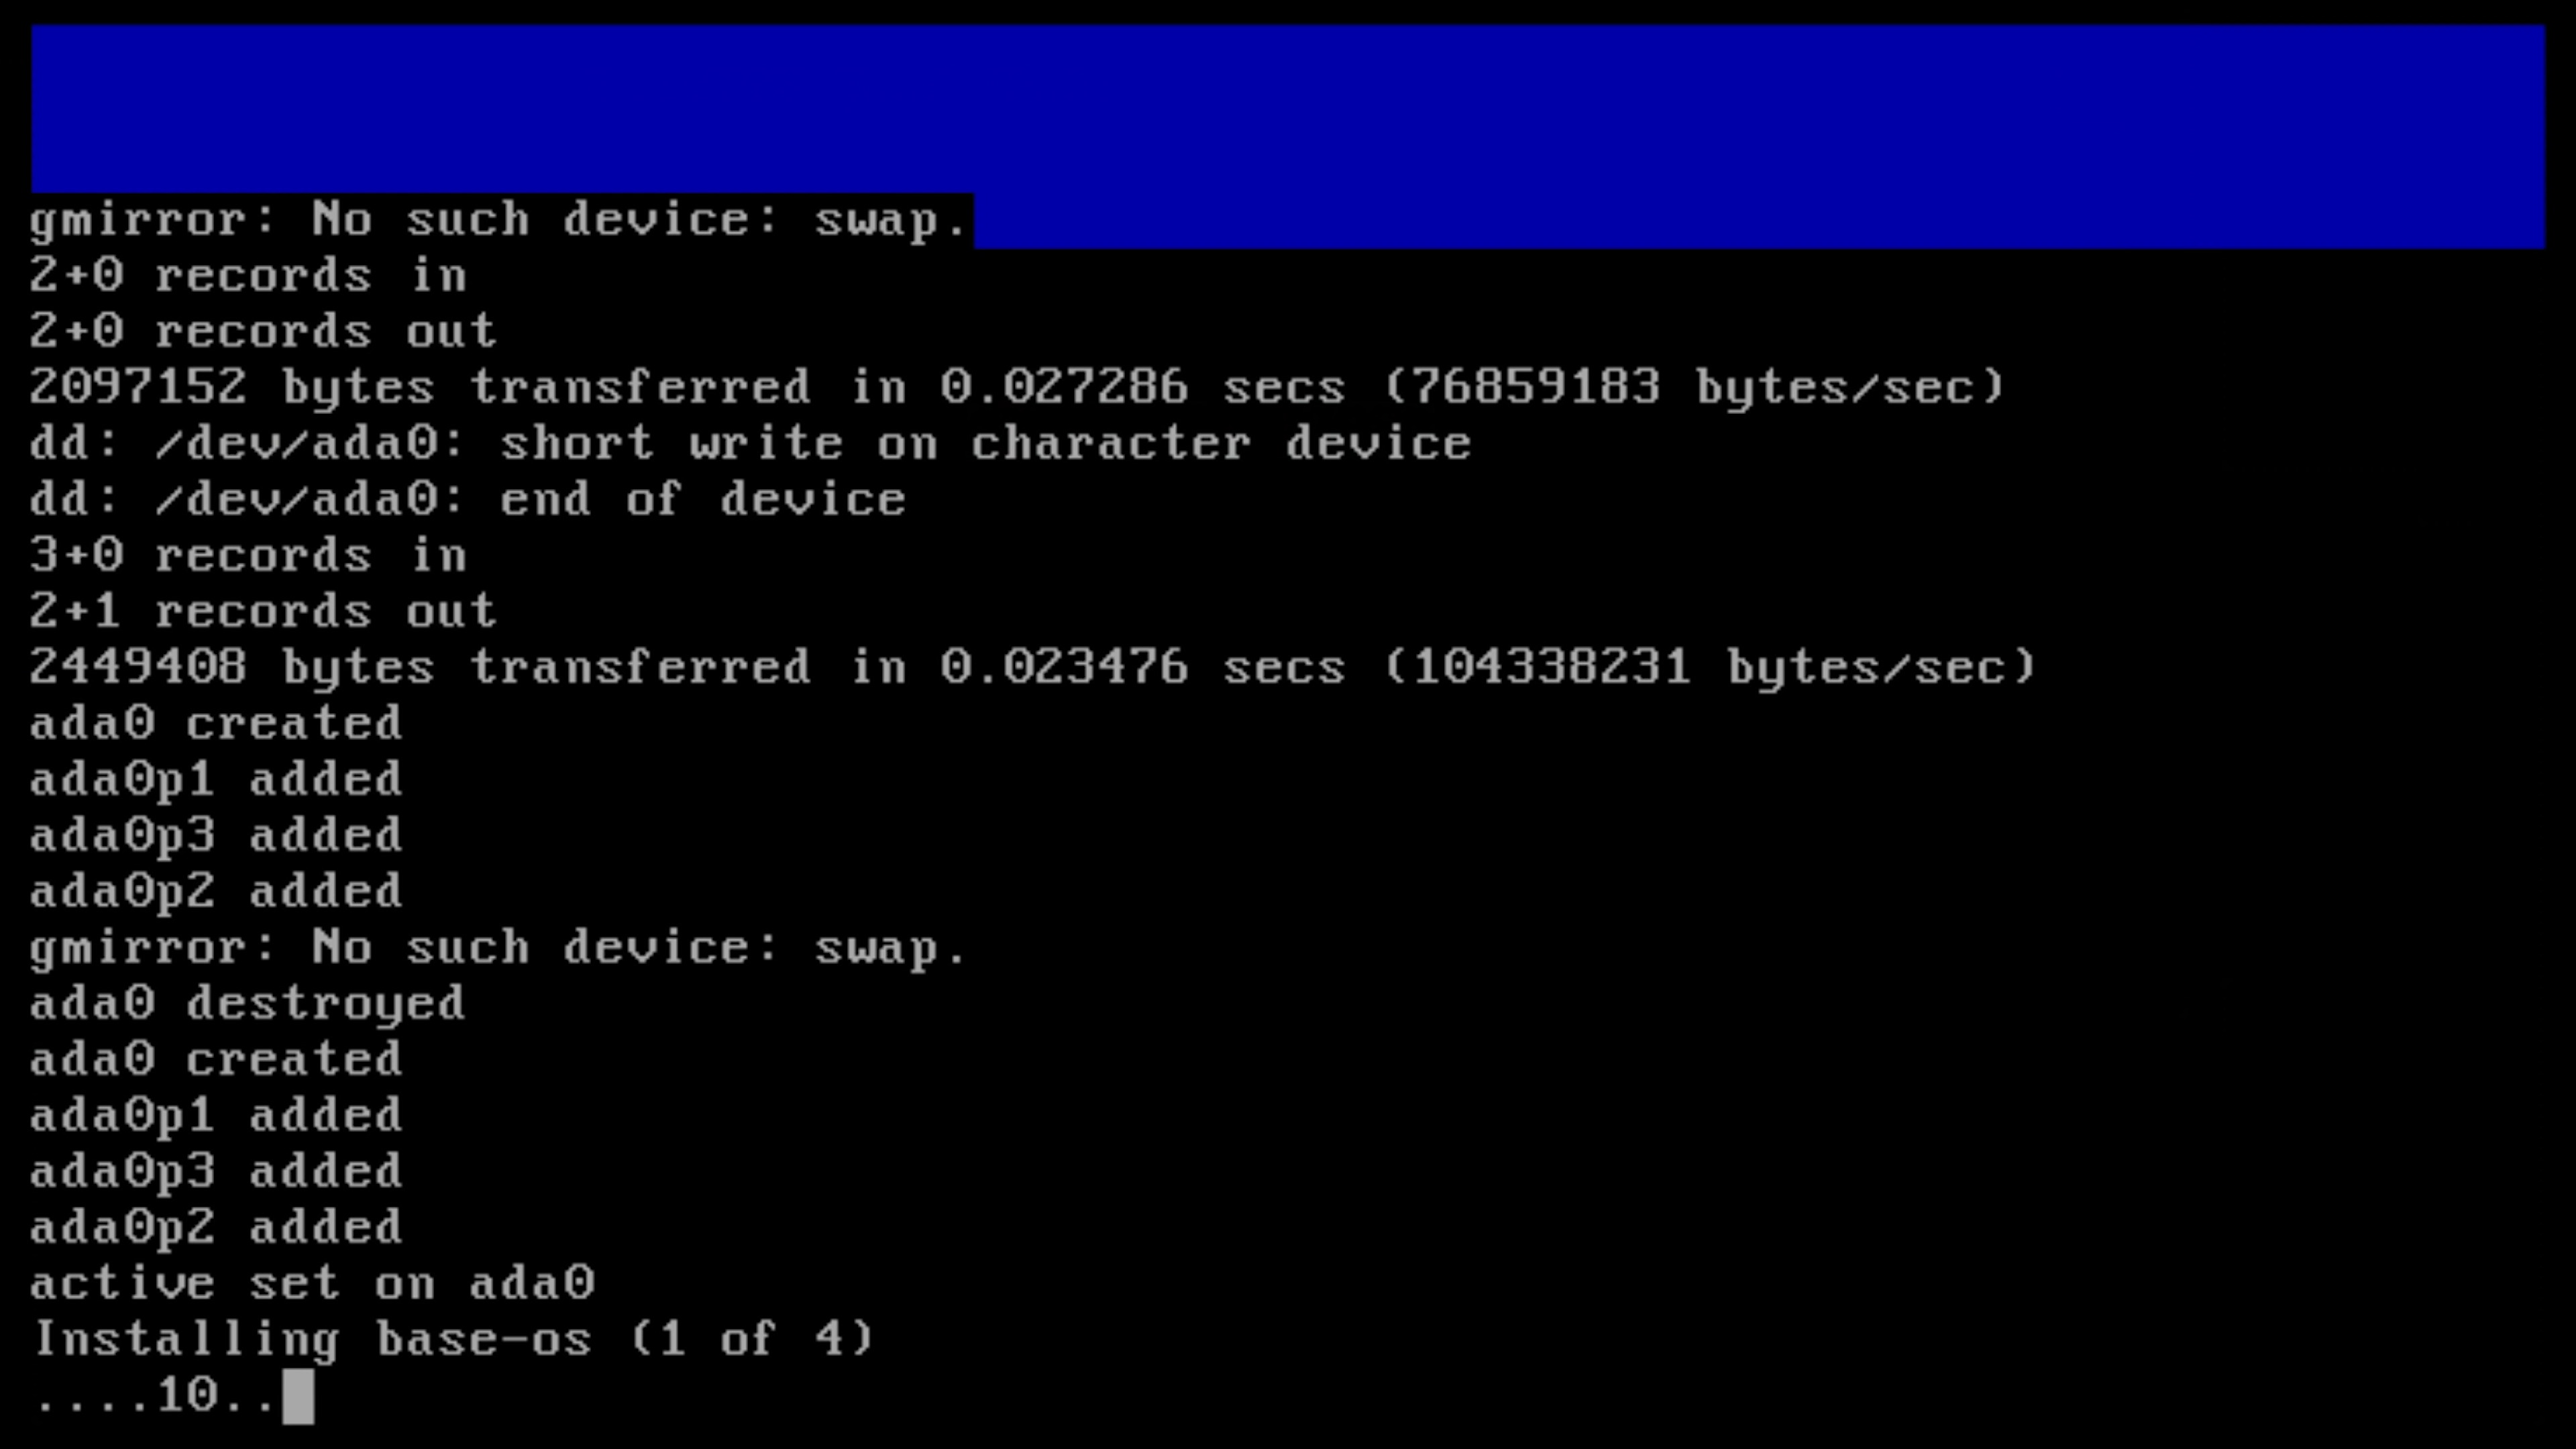 gmirror: No such device: swap.
2+0 records in
2+0 records out
2097152 bytes transferred in 0.027286 secs (76859183 bytes/sec)
dd: /dev/ada0: short write on character device
dd: /dev/ada0: end of device
3+0 records in
2+1 records out
2449408 bytes transferred in 0.023476 secs (104338231 bytes/sec)
ada0 created
ada0p1 added
ada0p3 added
ada0p2 added
gmirror: No such device: swap.
ada0 destroyed
ada0 created
ada0p1 added
ada0p3 added
ada0p2 added
active set on ada0
Installing base-os (1 of 4)
....10..